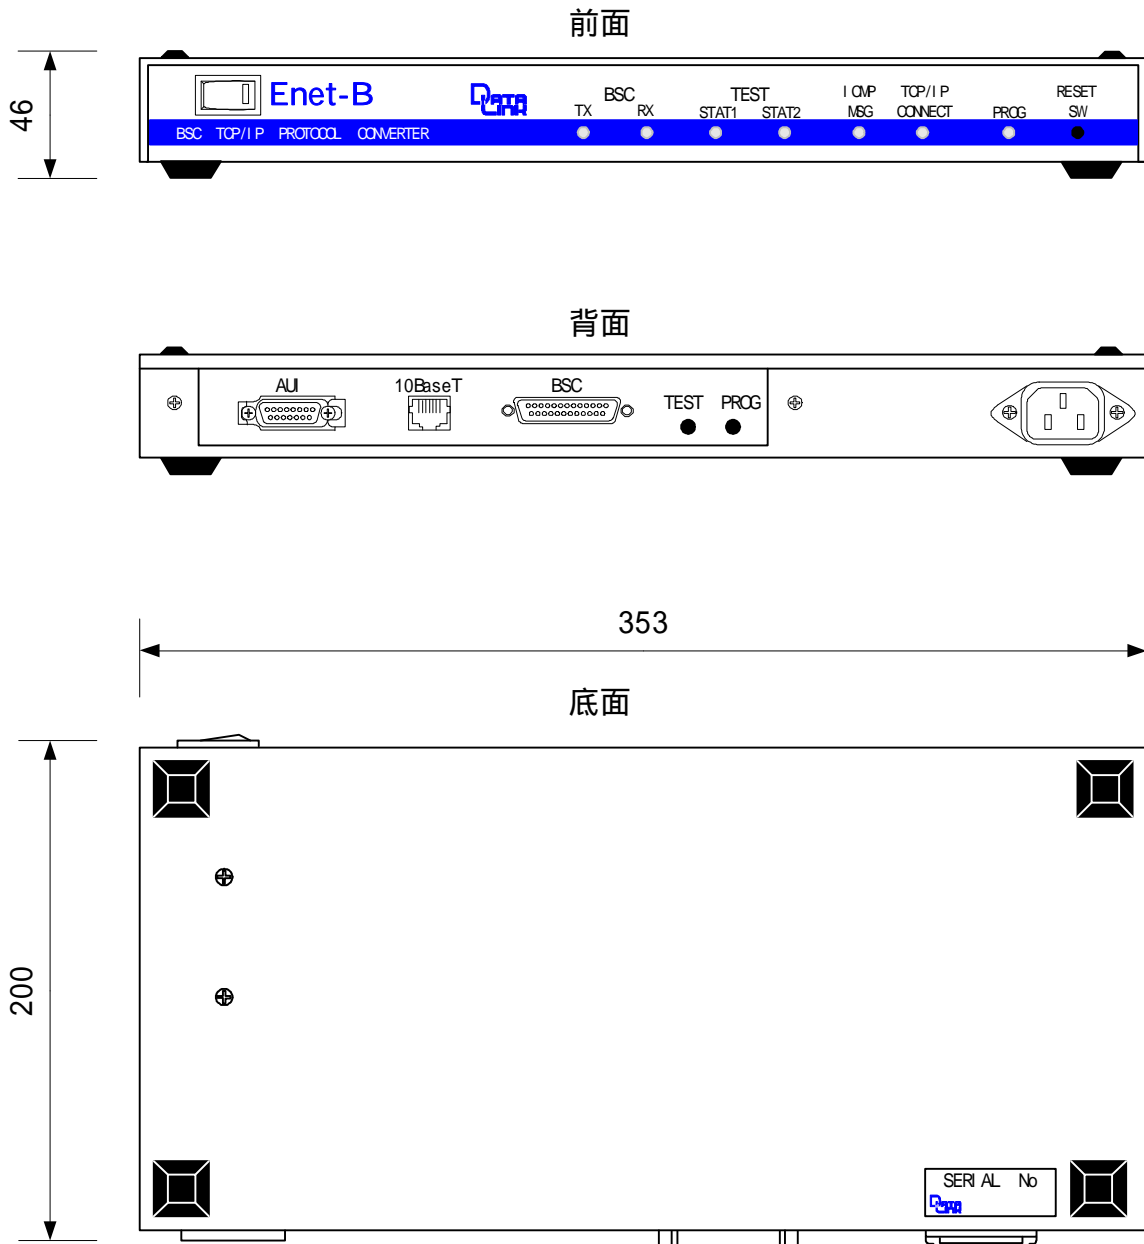 前面
46
Enet-B
DATA LINK
BSC
TEST
ICMP
TCP/IP
RESET
TX
RX
STAT1
STAT2
MSG
CONNECT
PROG
SW
BSC TCP/IP PROTOCOL CONVERTER
背面
AUI
10BaseT
BSC
TEST
PROG
353
底面
200
SERIAL No
DATA LINK